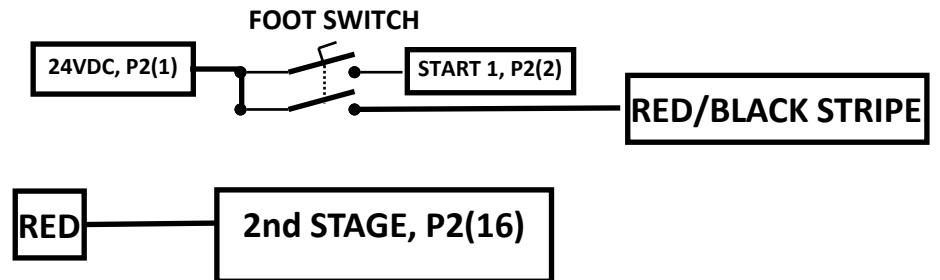 FOOT SWITCH
24VDC, P2(1)
START 1, P2(2)
RED/BLACK STRIPE
RED
2nd STAGE, P2(16)